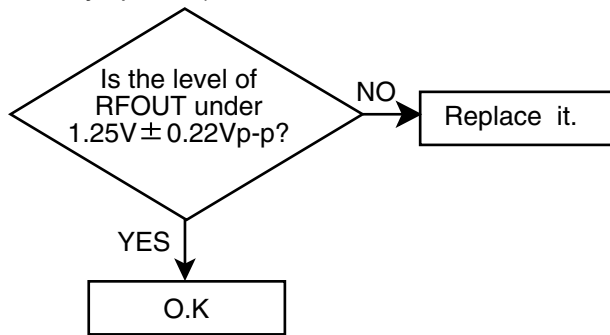 Is the level of
RFOUT under
1.25V ± 0.22Vp-p?
NO
Replace it.
YES
O.K